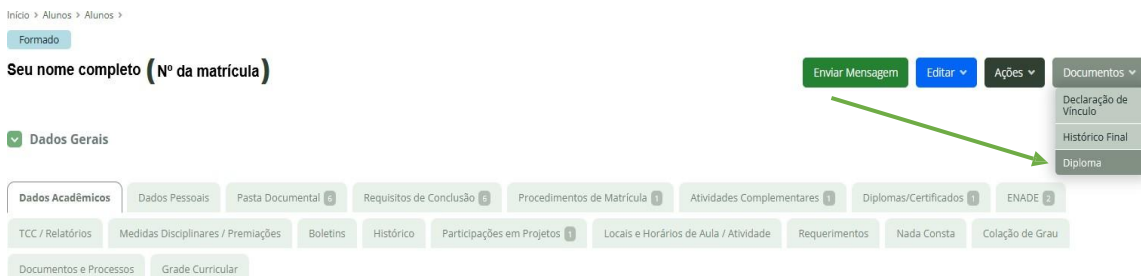 Início > Alunos > Alunos >
Formado
Seu nome completo ( Nº da matrícula )
Enviar Mensagem Editar Ações Documentos
Declaração de
Vínculo
Histórico Final
Diploma
Dados Gerais
Dados Acadêmicos Dados Pessoais Pasta Documental 6 Requisitos de Conclusão 6 Procedimentos de Matrícula 1 Atividades Complementares 1 Diplomas/Certificados 1 ENADE 2
TCC / Relatórios Medidas Disciplinares / Premiações Boletins Histórico Participações em Projetos 1 Locais e Horários de Aula / Atividade Requerimentos Nada Consta Colação de Grau
Documentos e Processos Grade Curricular